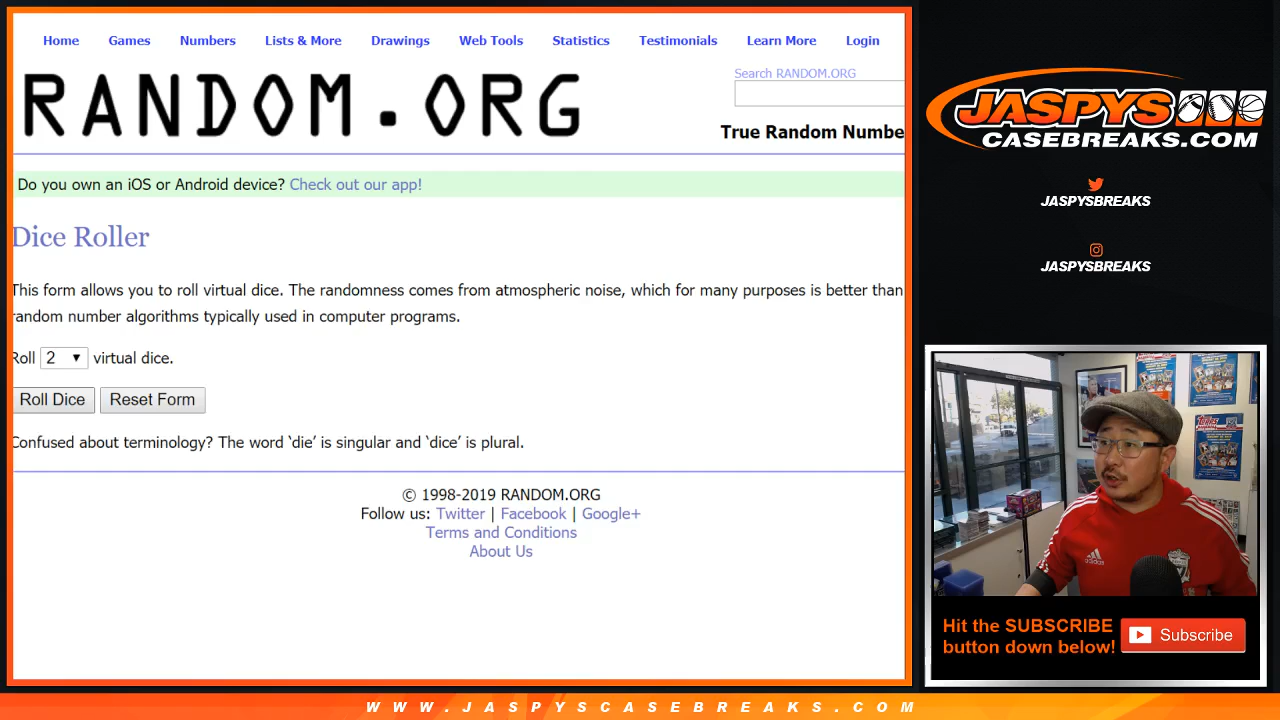 Home Games Numbers Lists & More Drawings Web Tools Statistics Testimonials Learn More Login
RANDOM.ORG
Search RANDOM.ORG
True Random Numbe
Do you own an iOS or Android device? Check out our app!
Dice Roller
This form allows you to roll virtual dice. The randomness comes from atmospheric noise, which for many purposes is better than
random number algorithms typically used in computer programs.
Roll 2 virtual dice.
Roll Dice Reset Form
Confused about terminology? The word ‘die’ is singular and ‘dice’ is plural.
© 1998-2019 RANDOM.ORG
Follow us: Twitter | Facebook | Google+
Terms and Conditions
About Us
JASPYS
CASEBREAKS.COM
JASPYSBREAKS
JASPYSBREAKS
adidas
Hit the SUBSCRIBE
button down below!
Subscribe
WWW.JASPYSCASEBREAKS.COM